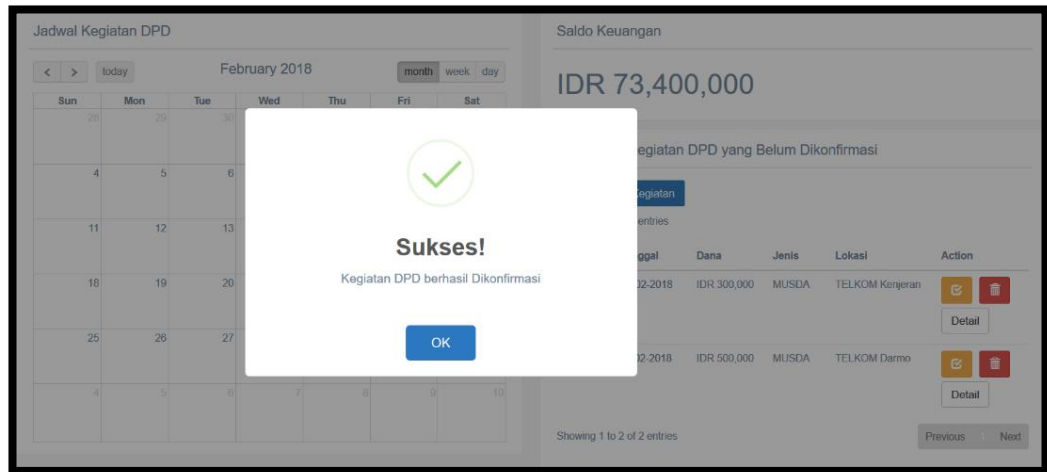 Jadwal Kegiatan DPD
< > today February 2018 month week day
Sun Mon Tue Wed Thu Fri Sat
28 29 30
4 5 6
11 12 13
18 19 20
25 26 27
4 5 6 7 8 9 10
Sukses!
Kegiatan DPD berhasil Dikonfirmasi
OK
Saldo Keuangan
IDR 73,400,000
egiatan DPD yang Belum Dikonfirmasi
Kegiatan
entries
ggal Dana Jenis Lokasi Action
02-2018 IDR 300,000 MUSDA TELKOM Kenjeran
Detail
02-2018 IDR 500,000 MUSDA TELKOM Darmo
Detail
Showing 1 to 2 of 2 entries
Previous 1 Next